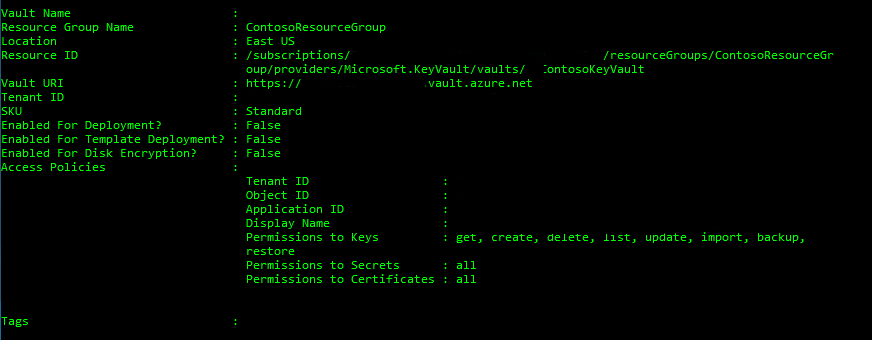 Vault Name :
Resource Group Name : ContosoResourceGroup
Location : East US
Resource ID : /subscriptions/ /resourceGroups/ContosoResourceGr
oup/providers/Microsoft.KeyVault/vaults/ ContosoKeyVault
Vault URI : https:// .vault.azure.net
Tenant ID :
SKU : Standard
Enabled For Deployment? : False
Enabled For Template Deployment? : False
Enabled For Disk Encryption? : False
Access Policies :
Tenant ID :
Object ID :
Application ID :
Display Name :
Permissions to Keys : get, create, delete, list, update, import, backup,
restore
Permissions to Secrets : all
Permissions to Certificates : all
Tags :